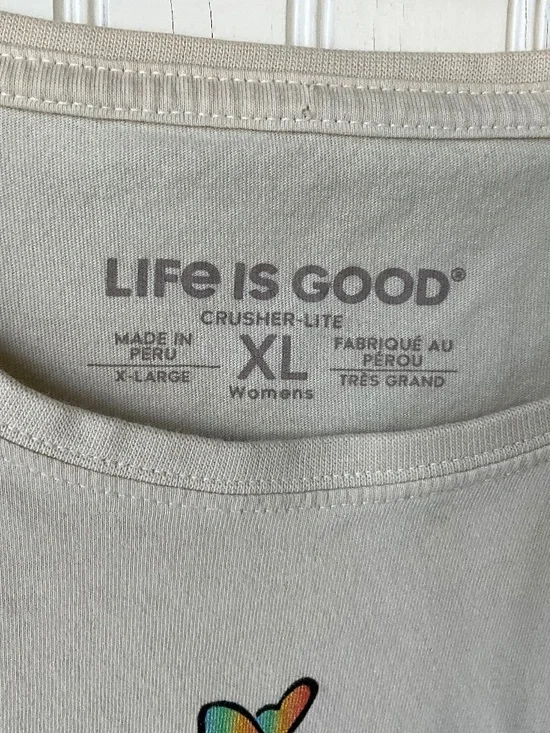 LIFe IS GOOD®
CRUSHER-LITE
MADE IN
PERU
X-LARGE
XL
Womens
FABRIQUÉ AU
PÉROU
TRÈS GRAND